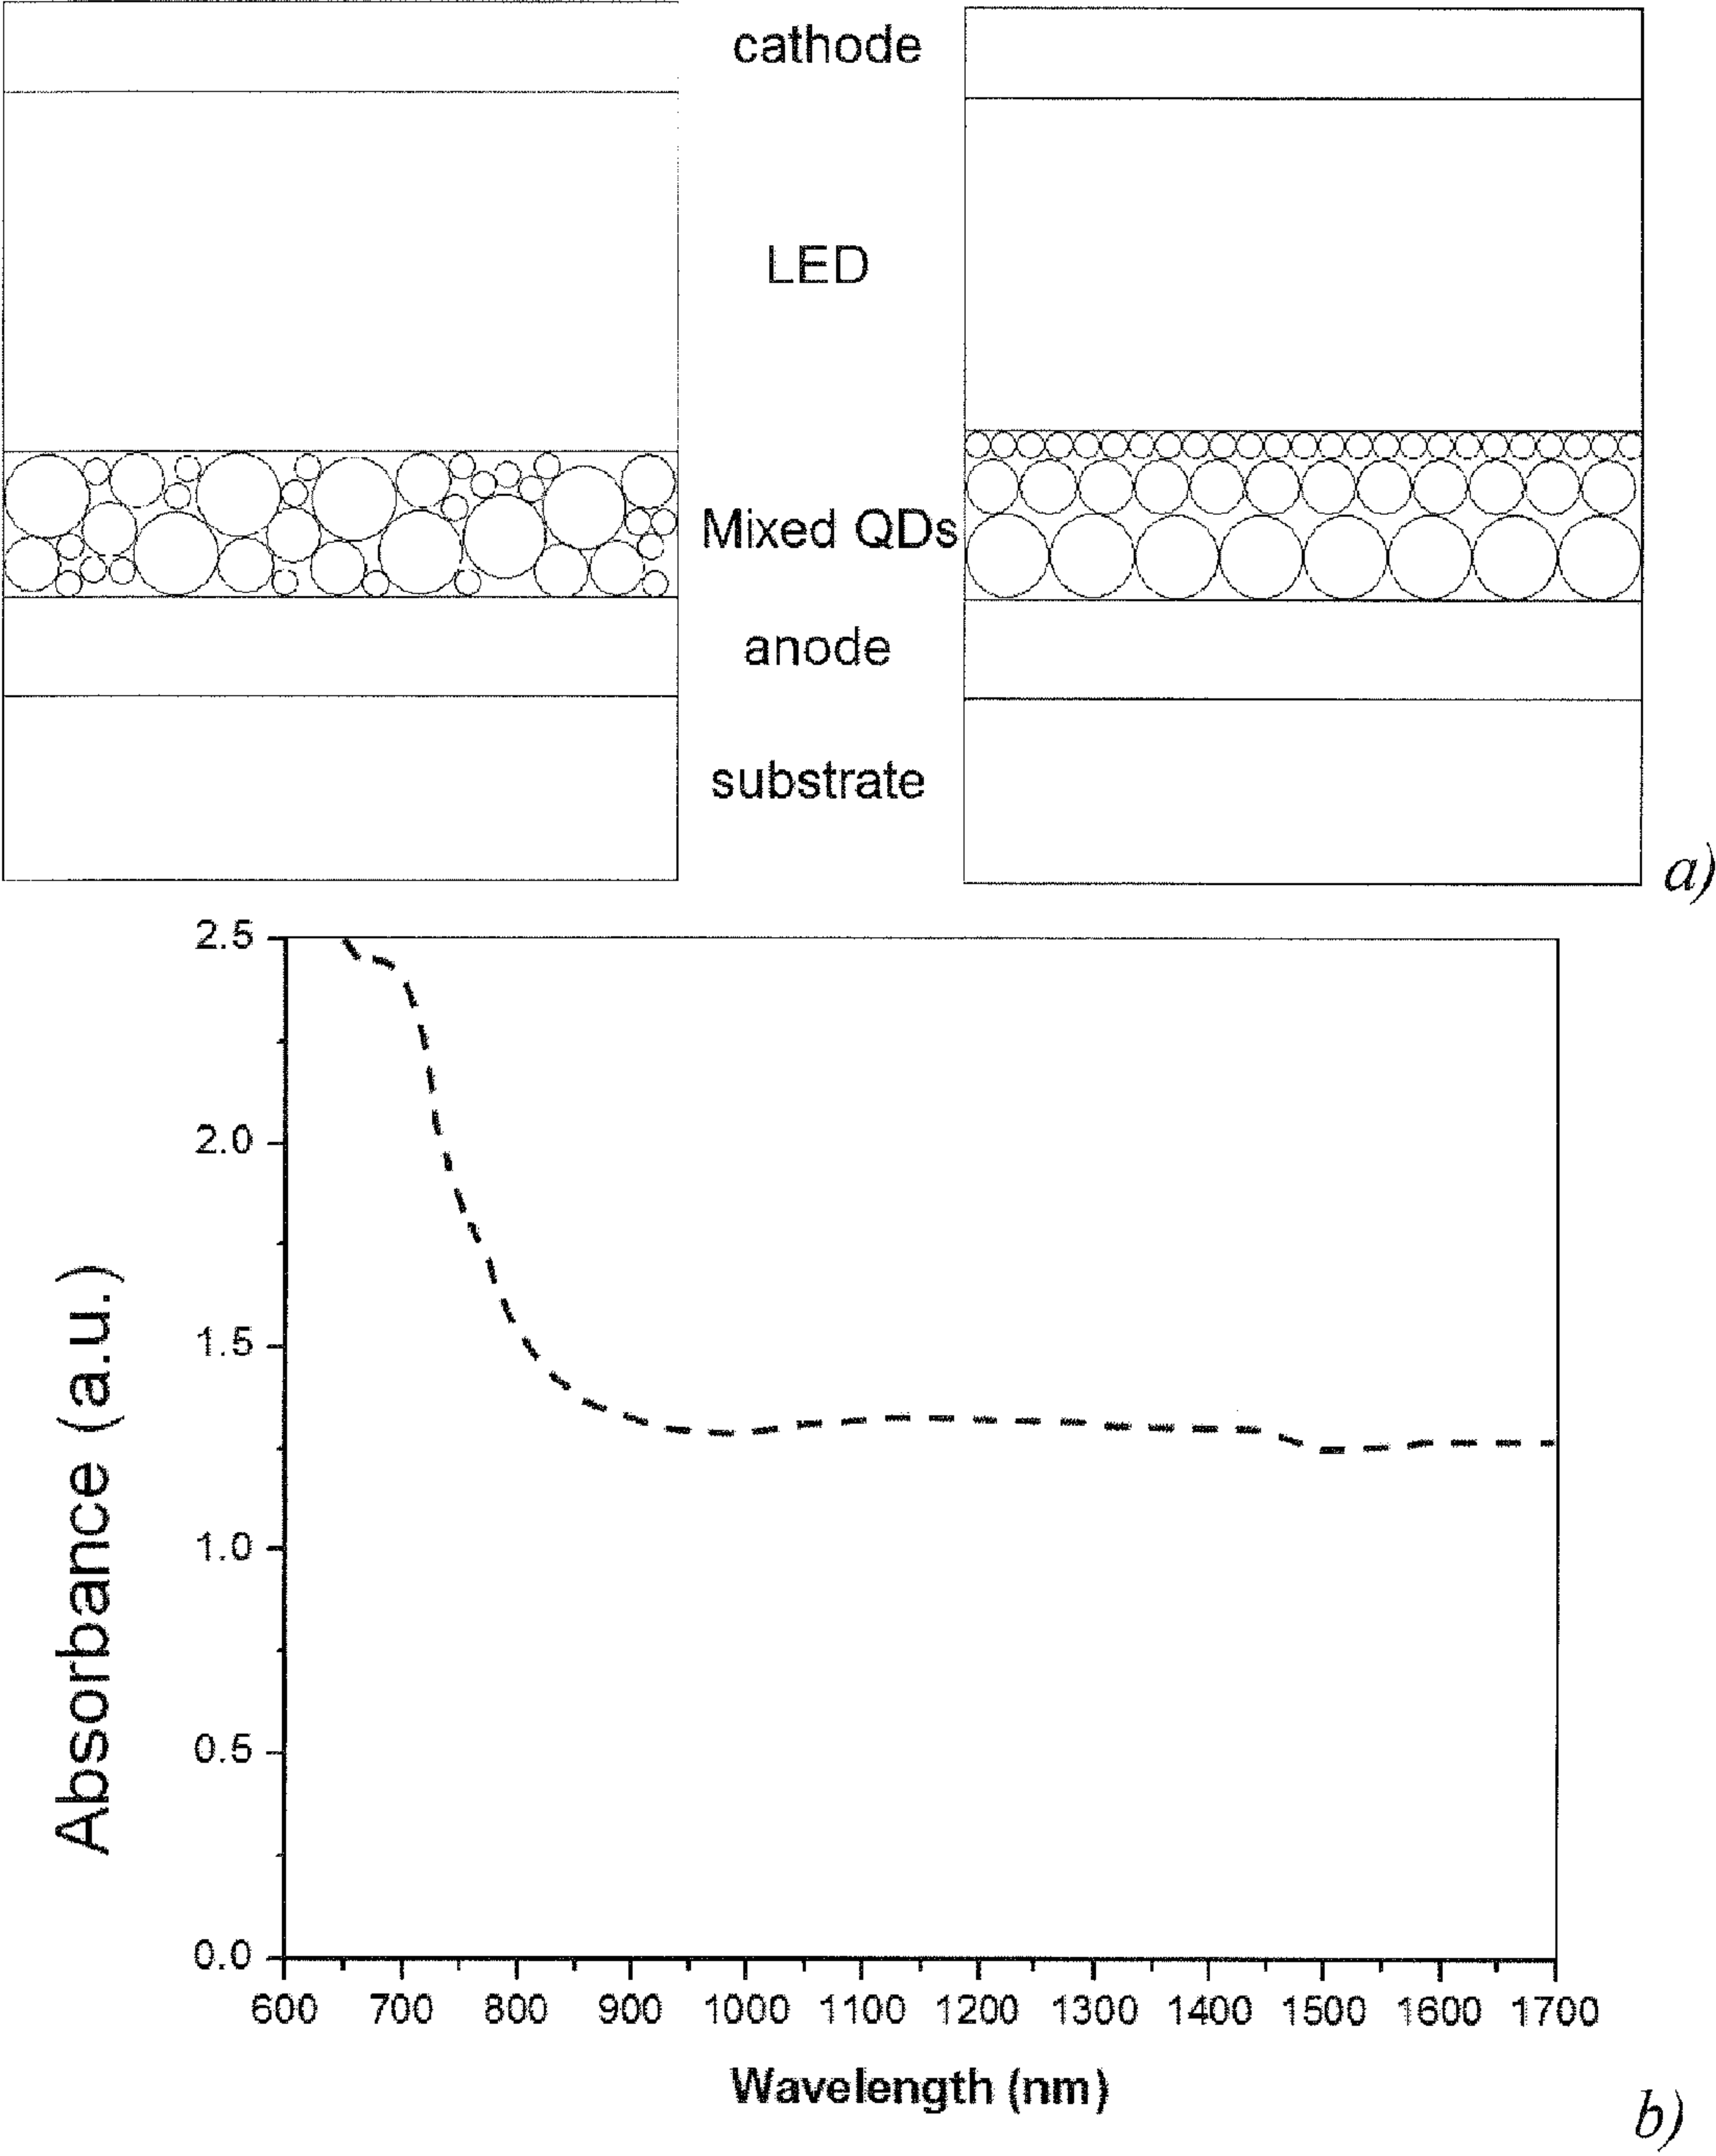 cathode
LED
Mixed QDs
anode
substrate
a)
2.5
2.0
1.5
1.0
0.5
0.0
Absorbance (a.u.)
600 700 800 900 1000 1100 1200 1300 1400 1500 1600 1700
Wavelength (nm)
b)